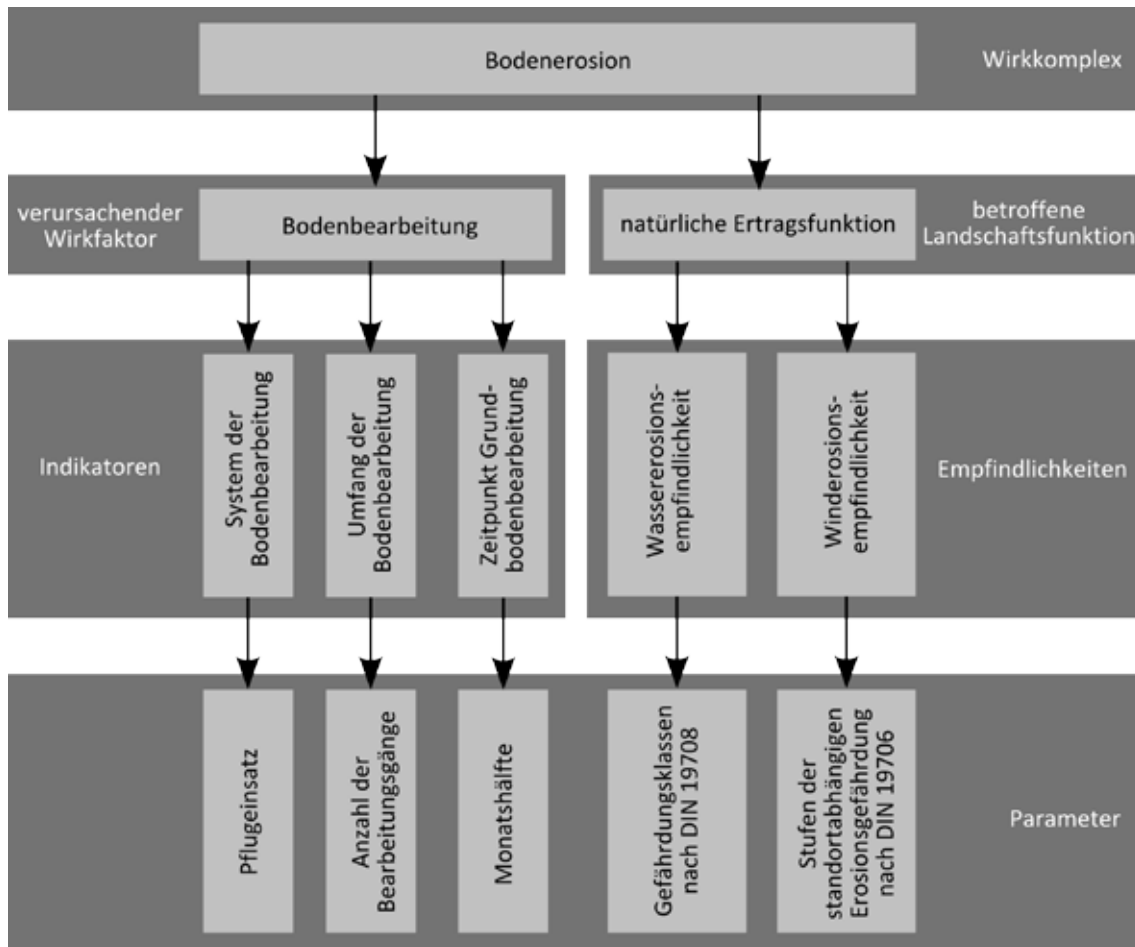 Bodenerosion
Wirkkomplex
verursachender
Wirkfaktor
Bodenbearbeitung
natürliche Ertragsfunktion
betroffene
Landschaftsfunktion
Indikatoren
System der
Bodenbearbeitung
Umfang der
Bodenbearbeitung
Zeitpunkt Grund-
bodenbearbeitung
Wassererosions-
empfindlichkeit
Winderosions-
empfindlichkeit
Empfindlichkeiten
Pflugeinsatz
Anzahl der
Bearbeitungsgänge
Monatshälfte
Gefährdungsklassen
nach DIN 19708
Stufen der
standortabhängigen
Erosionsgefährdung
nach DIN 19706
Parameter